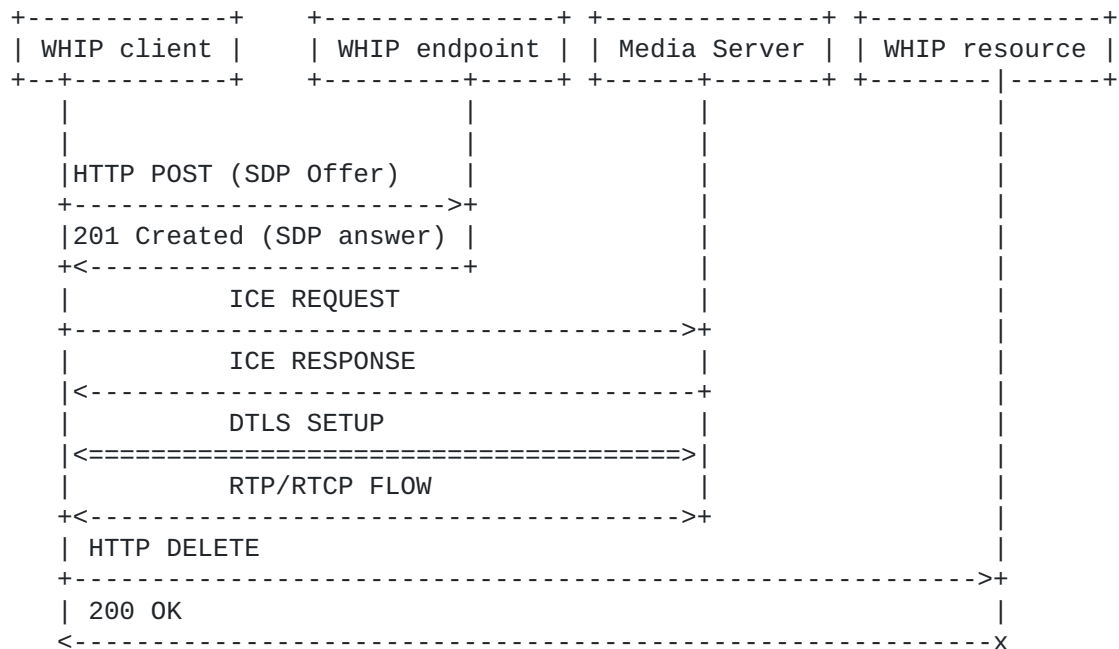 WHIP client WHIP endpoint Media Server WHIP resource
HTTP POST (SDP Offer)
201 Created (SDP answer)
ICE REQUEST
ICE RESPONSE
DTLS SETUP
RTP/RTCP FLOW
HTTP DELETE
200 OK
x